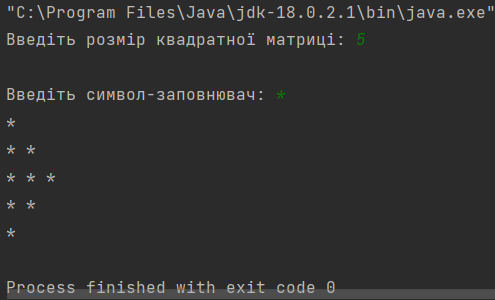 "C:\Program Files\Java\jdk-18.0.2.1\bin\java.exe"
Введіть розмір квадратної матриці: 5
Введіть символ-заповнювач: *
*
* *
* * *
* *
*
Process finished with exit code 0